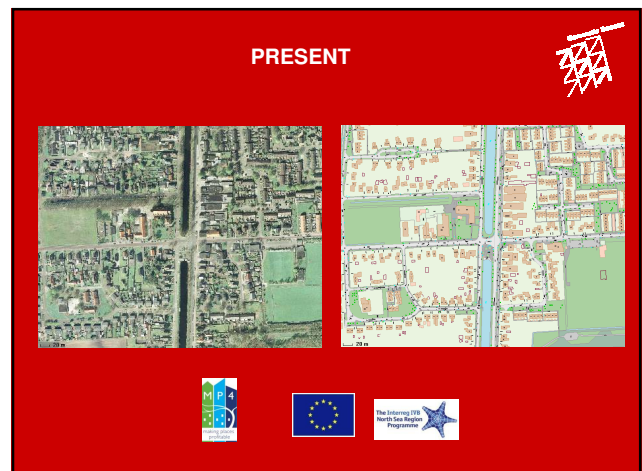 PRESENT
20 m
20 m
M P 4
making places
profitable
The Interreg IVB
North Sea Region
Programme